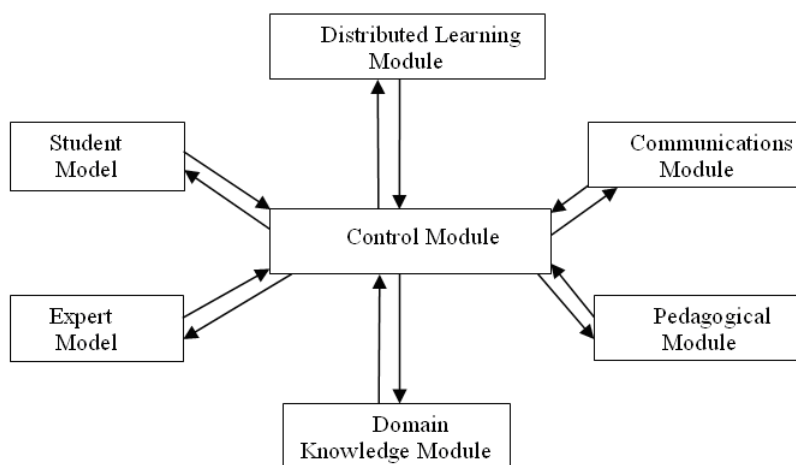 Distributed Learning
Module
Student
Model
Communications
Module
Control Module
Expert
Model
Pedagogical
Module
Domain
Knowledge Module